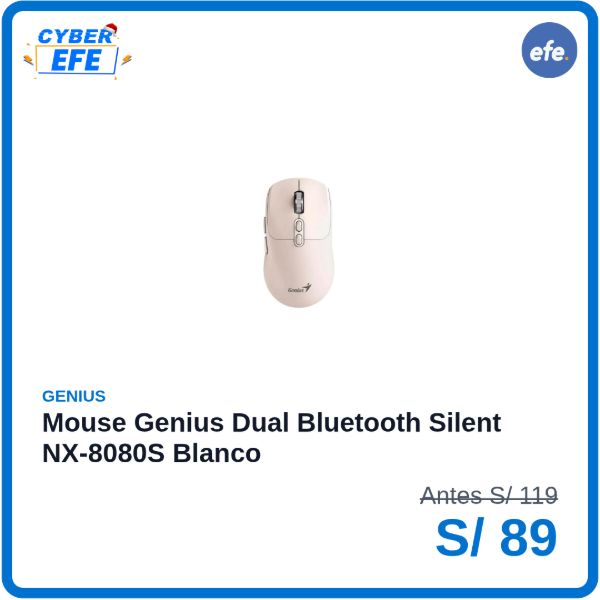 CYBER
EFE
efe.
Genius
GENIUS
Mouse Genius Dual Bluetooth Silent
NX-8080S Blanco
Antes S/ 119
S/ 89